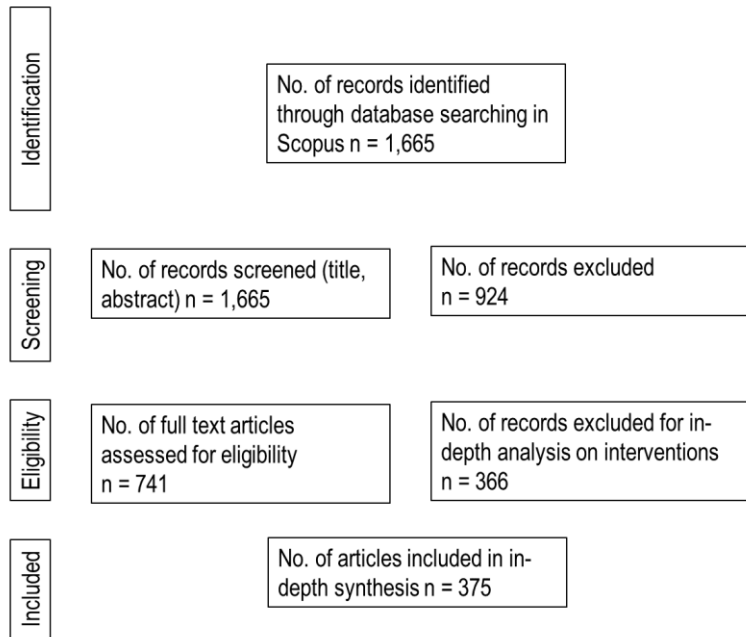 Identification
No. of records identified
through database searching in
Scopus n = 1,665
Screening
No. of records screened (title,
abstract) n = 1,665
No. of records excluded
n = 924
Eligibility
No. of full text articles
assessed for eligibility
n = 741
No. of records excluded for in-
depth analysis on interventions
n = 366
Included
No. of articles included in in-
depth synthesis n = 375